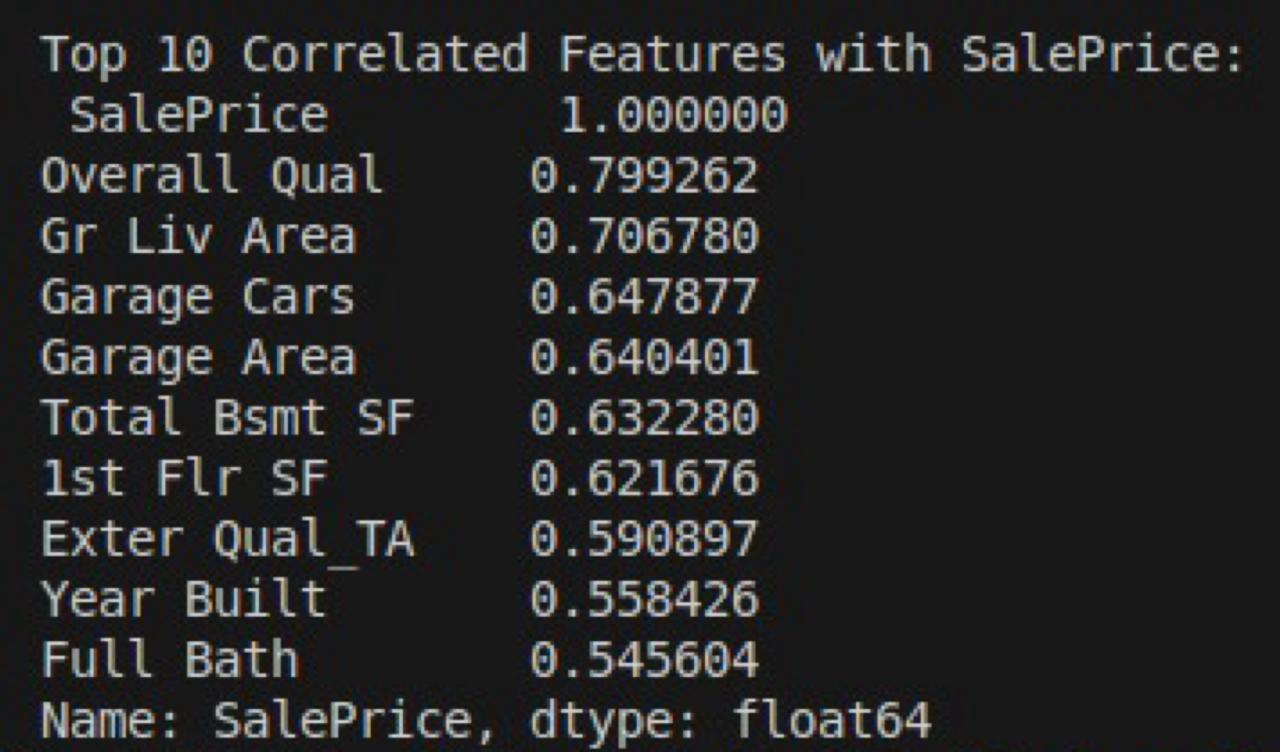 Top 10 Correlated Features with SalePrice:
 SalePrice        1.000000
Overall Qual     0.799262
Gr Liv Area      0.706780
Garage Cars      0.647877
Garage Area      0.640401
Total Bsmt SF    0.632280
1st Flr SF       0.621676
Exter Qual_TA    0.590897
Year Built       0.558426
Full Bath        0.545604
Name: SalePrice, dtype: float64